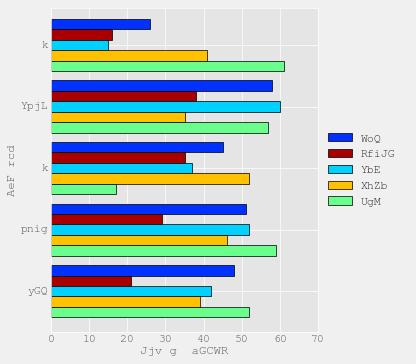 k
YpjL
k
pnig
yGQ
AeF rcd
0 10 20 30 40 50 60 70
Jjv g aGCWR
WoQ
RfiJG
YbE
XhZb
UgM